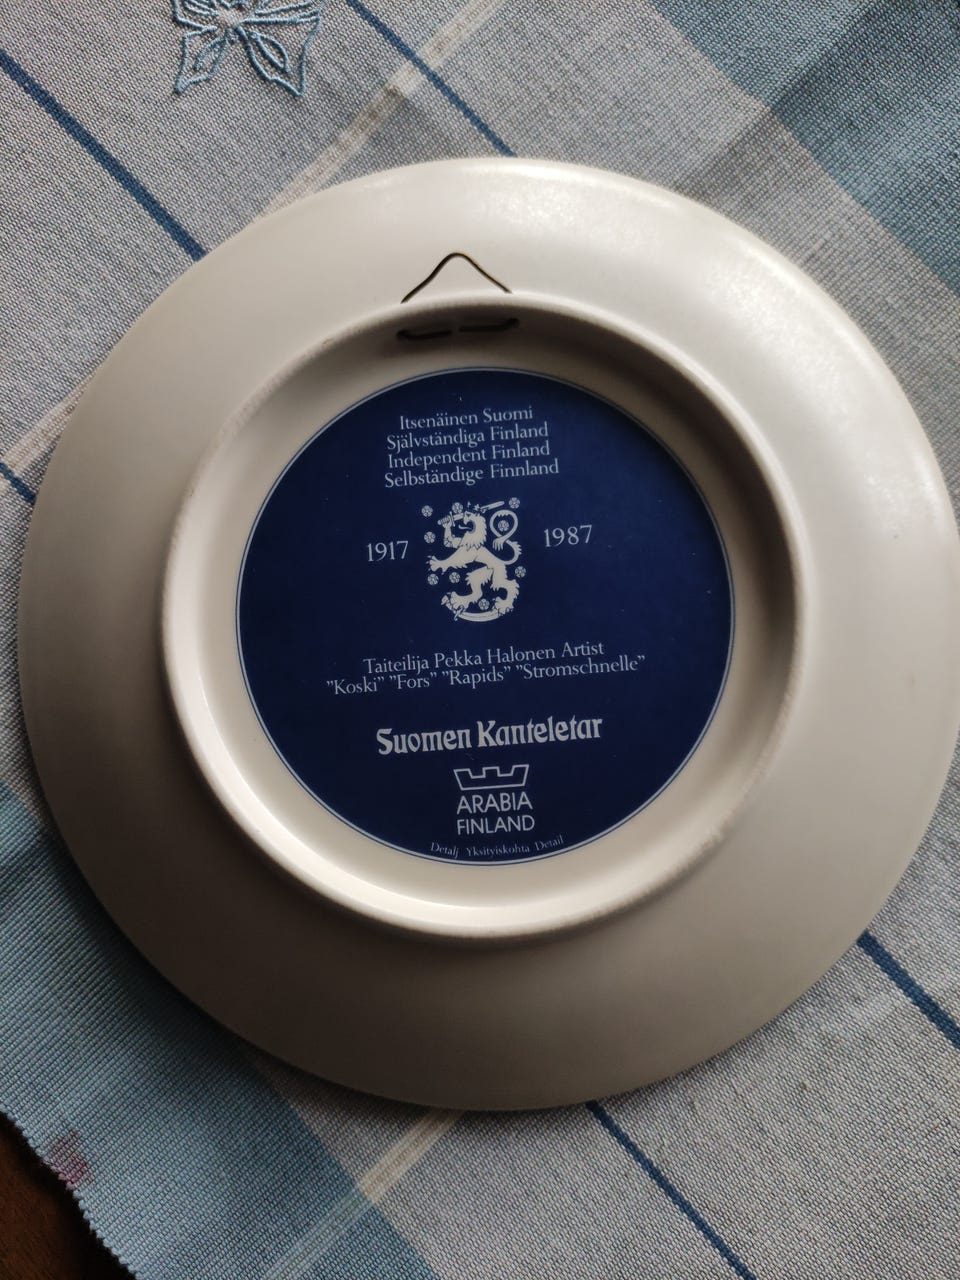 Itsenäinen Suomi
Självständiga Finland
Independent Finland
Selbständige Finnland
1917 1987
Taiteilija Pekka Halonen Artist
"Koski" "Fors" "Rapids" "Stromschnelle"
Suomen Kanteletar
ARABIA
FINLAND
Detalj Yksityiskohta Detail